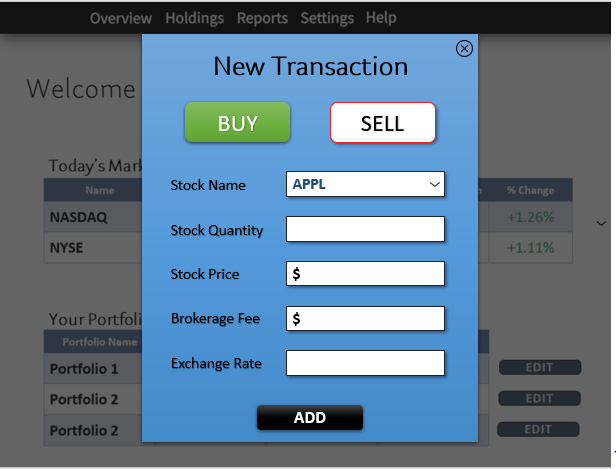 Overview Holdings Reports Settings Help
New Transaction
Welcome
BUY SELL
Today's Mark
Name % Change
Stock Name APPL
NASDAQ +1.26%
Stock Quantity
NYSE +1.11%
Stock Price $
Your Portfoli
Brokerage Fee $
Portfolio Name
Exchange Rate
Portfolio 1 EDIT
Portfolio 2 EDIT
ADD
Portfolio 2 EDIT